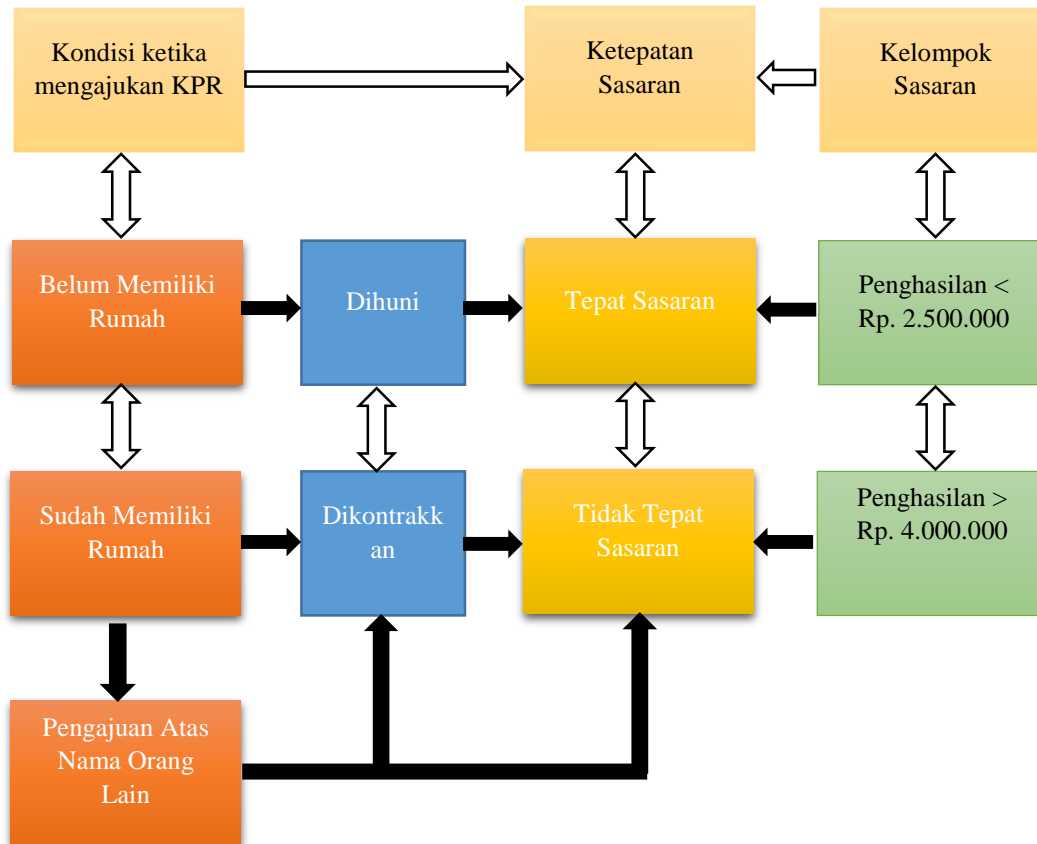 Kondisi ketika
mengajukan KPR
Ketepatan
Sasaran
Kelompok
Sasaran
Belum Memiliki
Rumah
Dihuni
Tepat Sasaran
Penghasilan <
Rp. 2.500.000
Sudah Memiliki
Rumah
Dikontrakk
an
Tidak Tepat
Sasaran
Penghasilan >
Rp. 4.000.000
Pengajuan Atas
Nama Orang
Lain